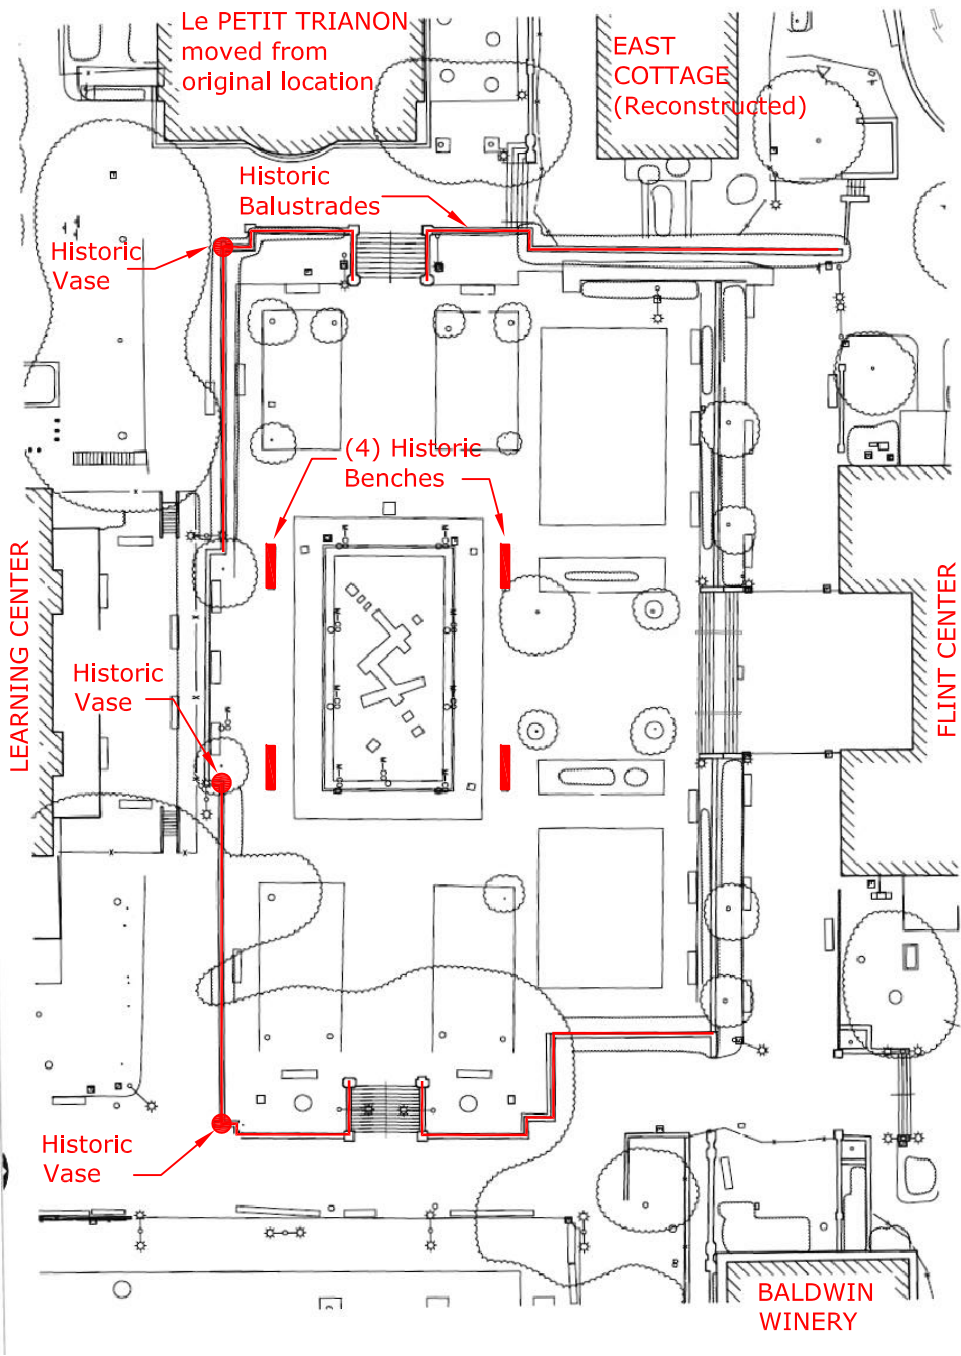 Le PETIT TRIANON
moved from
original location
EAST
COTTAGE
(Reconstructed)
Historic
Balustrades
Historic
Vase
(4) Historic
Benches
LEARNING CENTER
Historic
Vase
FLINT CENTER
Historic
Vase
BALDWIN
WINERY